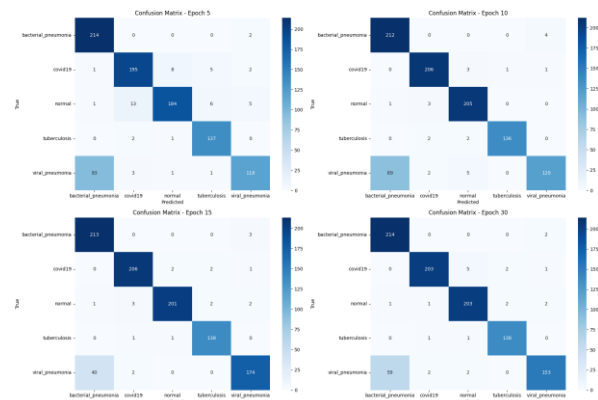 Confusion Matrix - Epoch 5
bacterial_pneumonia 214 0 0 0 2
covid19 1 195 8 5 2
normal 1 13 184 6 5
tuberculosis 0 2 1 137 0
viral_pneumonia 93 3 1 1 118
bacterial_pneumonia covid19 normal tuberculosis viral_pneumonia
Predicted
True
200
175
150
125
100
75
50
25
0
Confusion Matrix - Epoch 10
bacterial_pneumonia 212 0 0 0 4
covid19 0 206 3 1 1
normal 1 3 205 0 0
tuberculosis 0 2 2 136 0
viral_pneumonia 89 2 5 0 120
bacterial_pneumonia covid19 normal tuberculosis viral_pneumonia
Predicted
True
200
175
150
125
100
75
50
25
0
Confusion Matrix - Epoch 15
bacterial_pneumonia 213 0 0 0 3
covid19 0 206 2 2 1
normal 1 3 201 2 2
tuberculosis 0 1 1 138 0
viral_pneumonia 40 2 0 0 174
bacterial_pneumonia covid19 normal tuberculosis viral_pneumonia
True
200
175
150
125
100
75
50
25
0
Confusion Matrix - Epoch 30
bacterial_pneumonia 214 0 0 0 2
covid19 0 203 5 2 1
normal 1 1 203 2 2
tuberculosis 0 1 1 138 0
viral_pneumonia 59 2 2 0 153
bacterial_pneumonia covid19 normal tuberculosis viral_pneumonia
True
200
175
150
125
100
75
50
25
0